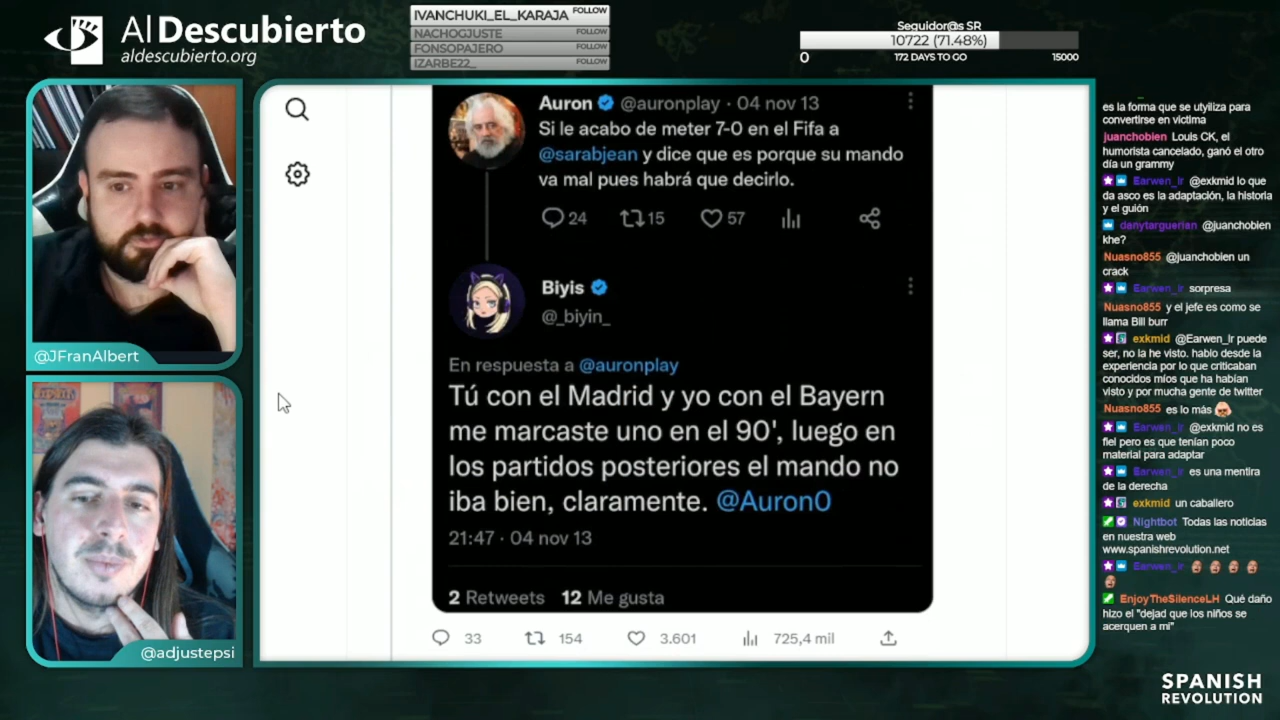 Al Descubierto
aldescubierto.org
IVANCHUKI_EL_KARAJA FOLLOW
NACHOGJUSTE FOLLOW
FONSOPAJERO FOLLOW
IZARBE22_ FOLLOW
Seguidor@s SR
10722 (71.48%)
0 172 DAYS TO GO 15000
@JFranAlbert
@adjustepsi
Auron @auronplay · 04 nov 13
Si le acabo de meter 7-0 en el Fifa a
@sarabjean y dice que es porque su mando
va mal pues habrá que decirlo.
24 15 57
Biyis
@_biyin_
En respuesta a @auronplay
Tú con el Madrid y yo con el Bayern
me marcaste uno en el 90', luego en
los partidos posteriores el mando no
iba bien, claramente. @Auron0
21:47 · 04 nov 13
2 Retweets 12 Me gusta
33 154 3.601 725,4 mil
es la forma que se utyiliza para
convertirse en victima
juanchobien Louis CK, el
humorista cancelado, ganó el otro
día un grammy
Earwen_Ir @exkmid lo que
da asco es la adaptación, la historia
y el guión
danytarguerian @juanchobien
khe?
Nuasno855 @juanchobien un
crack
Earwen_Ir sorpresa
Nuasno855 y el jefe es como se
llama Bill burr
exkmid @Earwen_Ir puede
ser, no la he visto. hablo desde la
experiencia por lo que criticaban
conocidos mios que ha habían
visto y por mucha gente de twitter
Nuasno855 es lo más
Earwen_Ir @exkmid no es
fiel pero es que tenían poco
material para adaptar
Earwen_Ir es una mentira
de la derecha
exkmid un caballero
Nightbot Todas las noticias
en nuestra web
www.spanishrevolution.net
Earwen_Ir
EnjoyTheSilenceLH Qué daño
hizo el "dejad que los niños se
acerquen a mi"
SPANISH
REVOLUTION